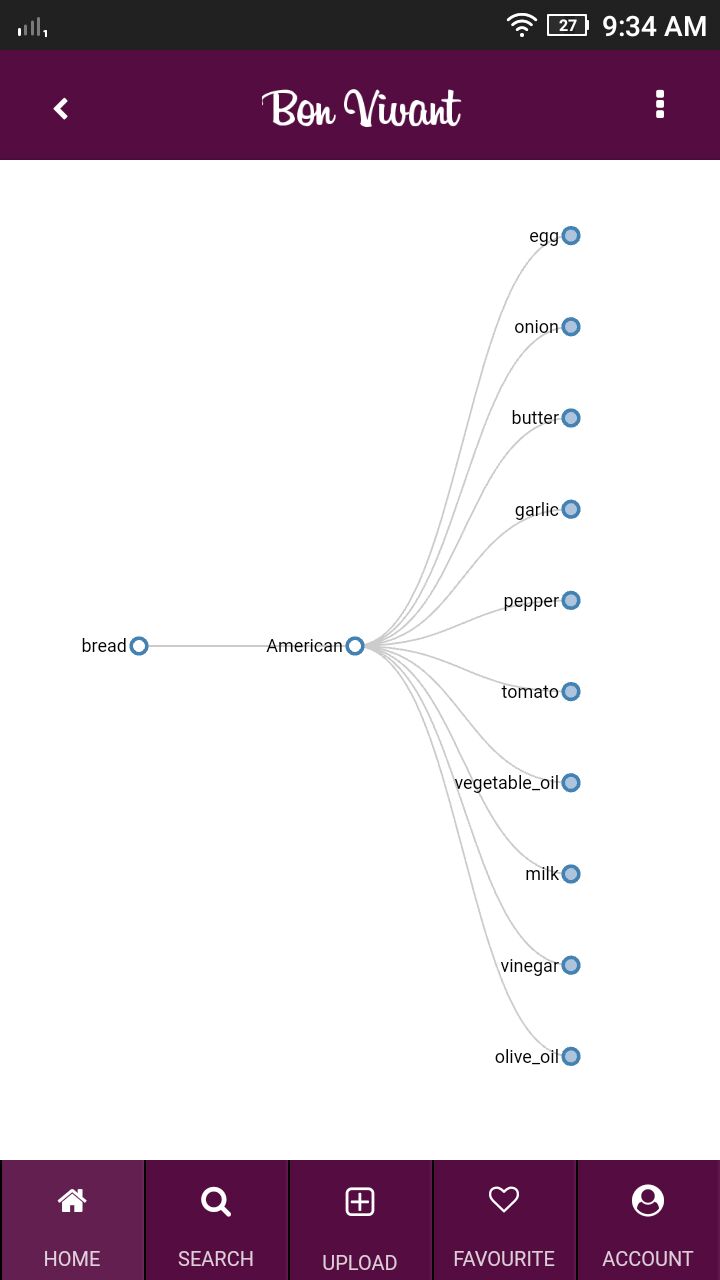 27 9:34 AM
Bon Vivant
egg
onion
butter
garlic
pepper
bread American
tomato
vegetable_oil
milk
vinegar
olive_oil
HOME SEARCH UPLOAD FAVOURITE ACCOUNT